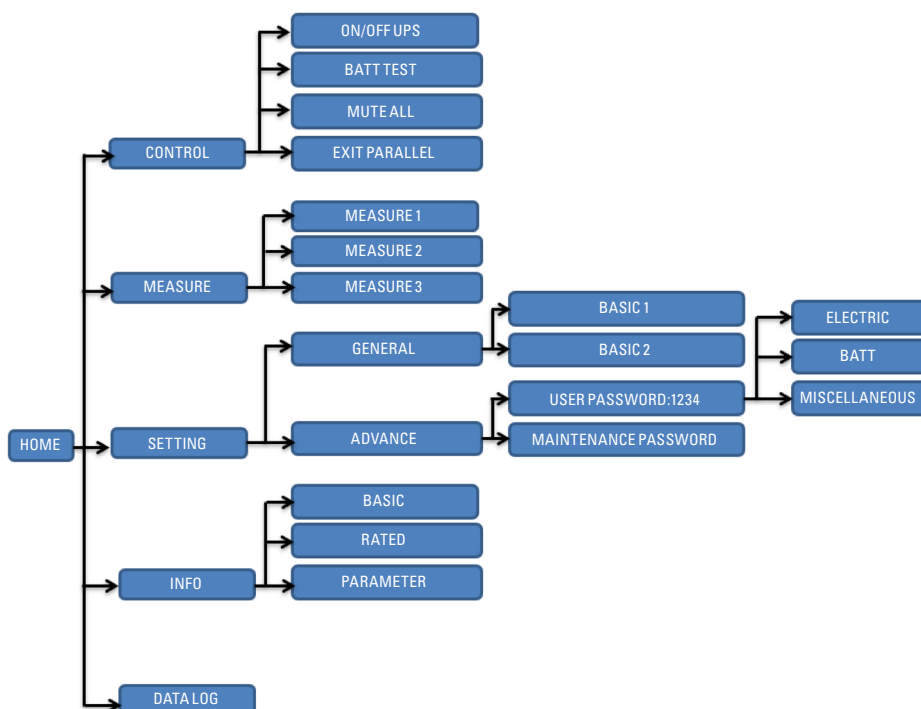 ON/OFF UPS
BATT TEST
MUTE ALL
CONTROL
EXIT PARALLEL
MEASURE 1
MEASURE 2
MEASURE
MEASURE 3
BASIC 1
ELECTRIC
GENERAL
BASIC 2
BATT
USER PASSWORD:1234
MISCELLANEOUS
HOME
SETTING
ADVANCE
MAINTENANCE PASSWORD
BASIC
RATED
INFO
PARAMETER
DATA LOG